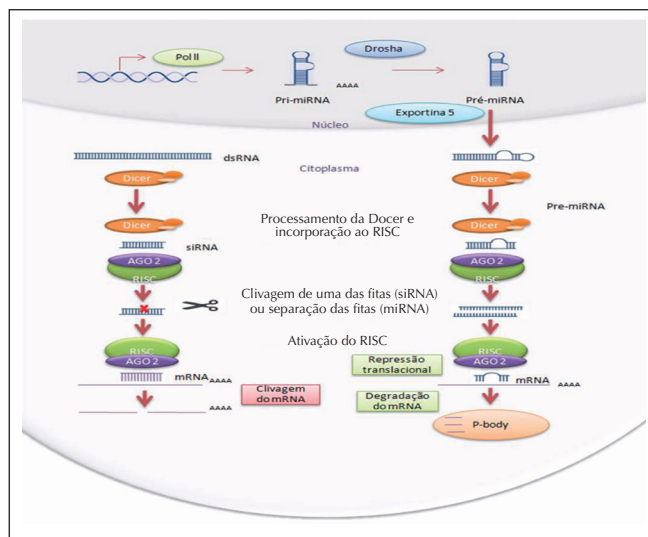 Pol II
Drosha
Pri-miRNA
AAAA
Pré-miRNA
Exportina 5
Núcleo
dsRNA
Citoplasma
Dicer
Dicer
Pre-miRNA
Dicer
Dicer
Processamento da Docer e
incorporação ao RISC
siRNA
AGO 2
RISC
AGO 2
RISC
Clivagem de uma das fitas (siRNA)
ou separação das fitas (miRNA)
Ativação do RISC
RISC
AGO 2
RISC
AGO 2
Repressão
translacional
mRNA
AAAA
mRNA
AAAA
Clivagem
do mRNA
Degradação
do mRNA
AAAA
P-body